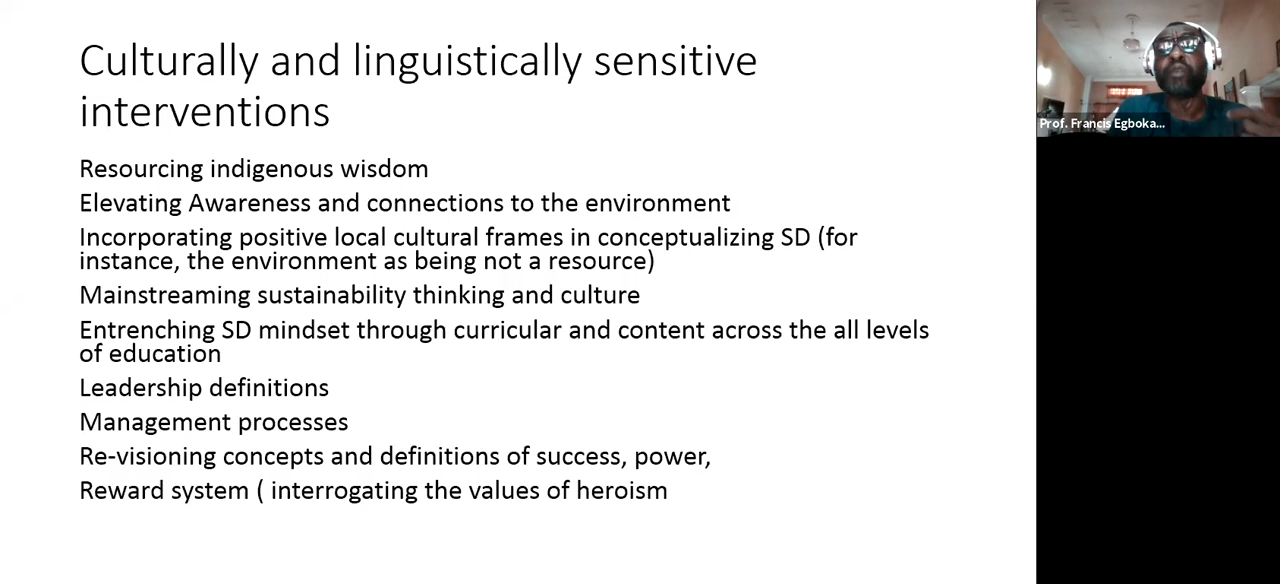 Culturally and linguistically sensitive
interventions
Resourcing indigenous wisdom
Elevating Awareness and connections to the environment
Incorporating positive local cultural frames in conceptualizing SD (for
instance, the environment as being not a resource)
Mainstreaming sustainability thinking and culture
Entrenching SD mindset through curricular and content across the all levels
of education
Leadership definitions
Management processes
Re-visioning concepts and definitions of success, power,
Reward system ( interrogating the values of heroism
Prof. Francis Egboka...